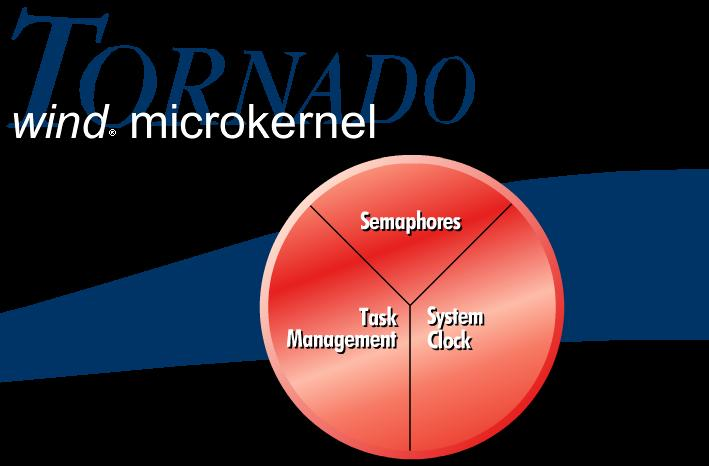 TORNADO
wind® microkernel
Semaphores
Task
Management
System
Clock